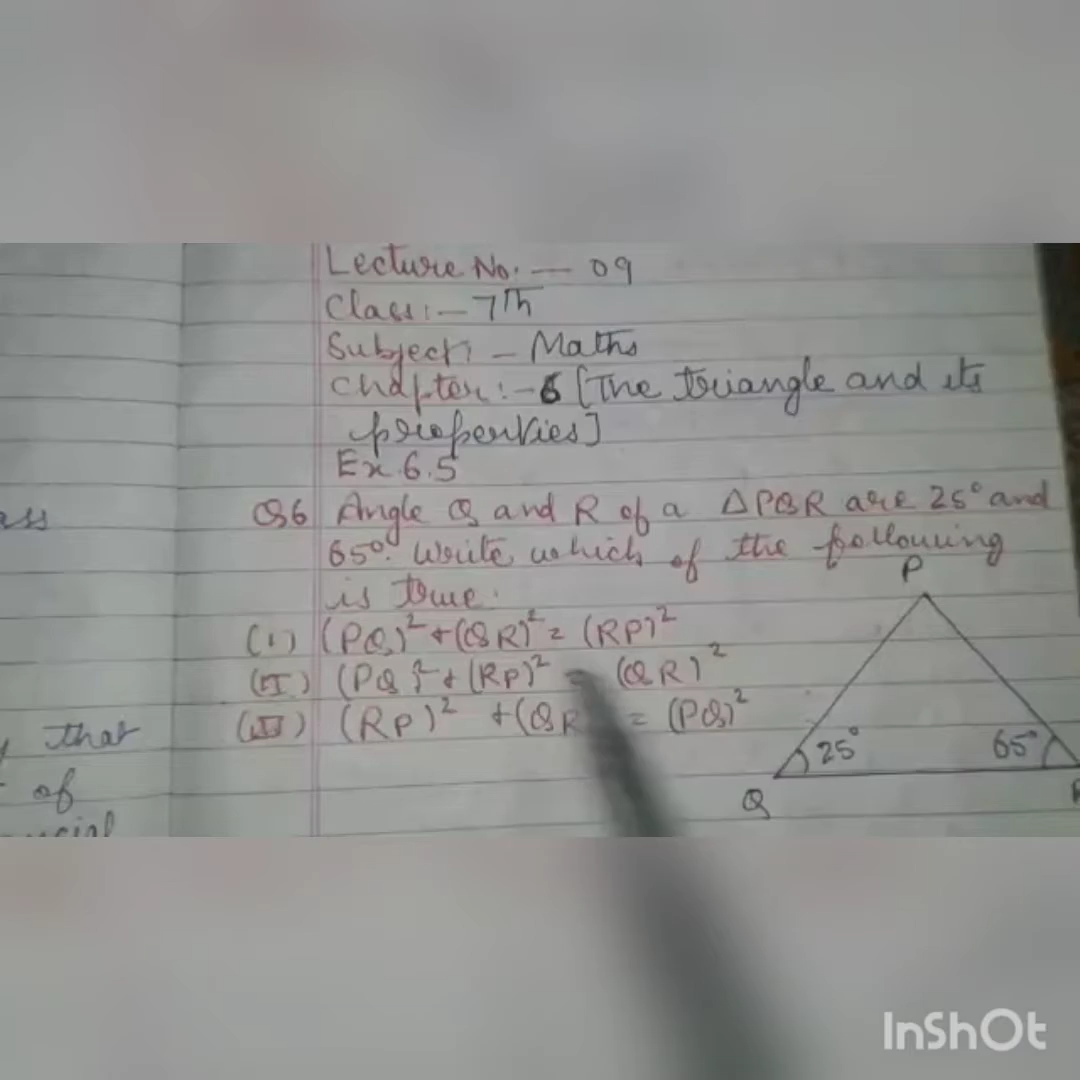 Lecture No. — 09
Class :- 7th
Subject :- Maths
Chapter :- 6 [The triangle and its
properties]
Ex. 6.5
ass
Q6 Angle Q and R of a △PQR are 25° and
65°. Write which of the following
is true.
P
(I) (PQ)² + (QR)² = (RP)²
(II) (PQ)² + (RP)² = (QR)²
(III) (RP)² + (QR = (PQ)²
that
25° 65°
of
Q
InShOt